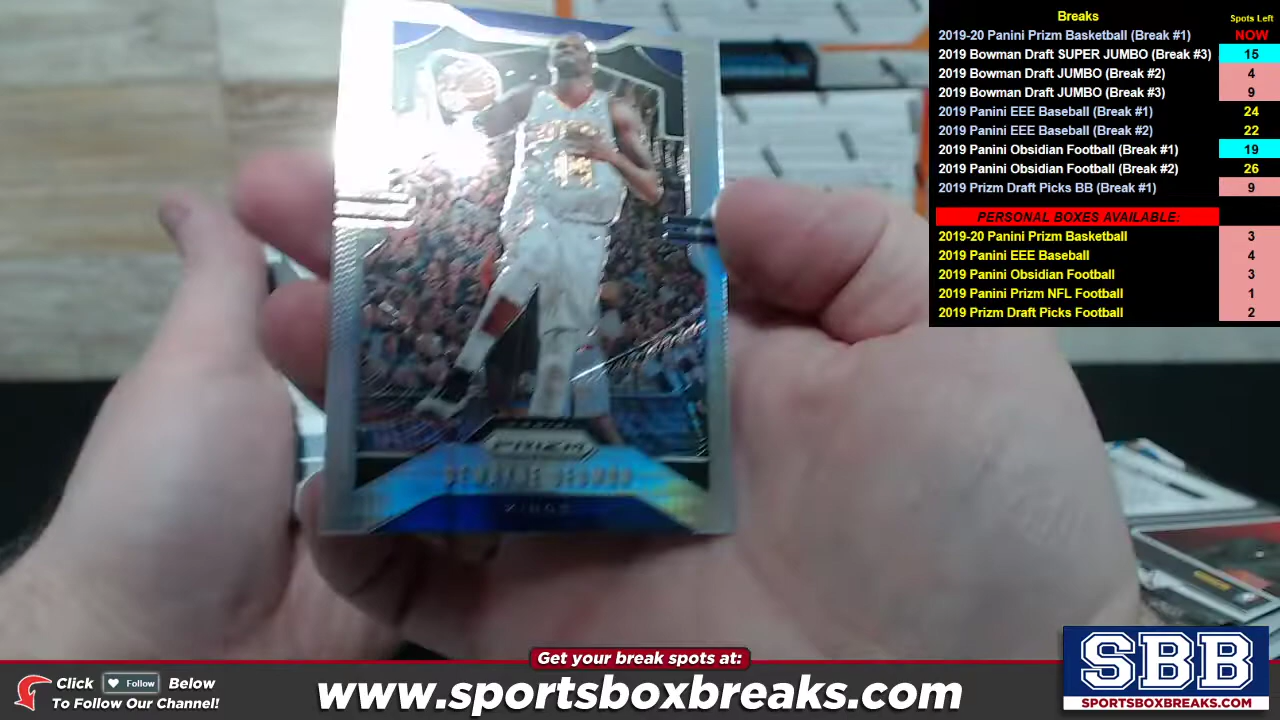 Breaks
Spots Left
2019-20 Panini Prizm Basketball (Break #1) NOW
2019 Bowman Draft SUPER JUMBO (Break #3) 15
2019 Bowman Draft JUMBO (Break #2) 4
2019 Bowman Draft JUMBO (Break #3) 9
2019 Panini EEE Baseball (Break #1) 24
2019 Panini EEE Baseball (Break #2) 22
2019 Panini Obsidian Football (Break #1) 19
2019 Panini Obsidian Football (Break #2) 26
2019 Prizm Draft Picks BB (Break #1) 9
PERSONAL BOXES AVAILABLE:
2019-20 Panini Prizm Basketball 3
2019 Panini EEE Baseball 4
2019 Panini Obsidian Football 3
2019 Panini Prizm NFL Football 1
2019 Prizm Draft Picks Football 2
PRIZM
DEWAYNE DEDMON
KINGS
Get your break spots at:
Click Follow Below
To Follow Our Channel!
www.sportsboxbreaks.com
SBB
SPORTSBOXBREAKS.COM